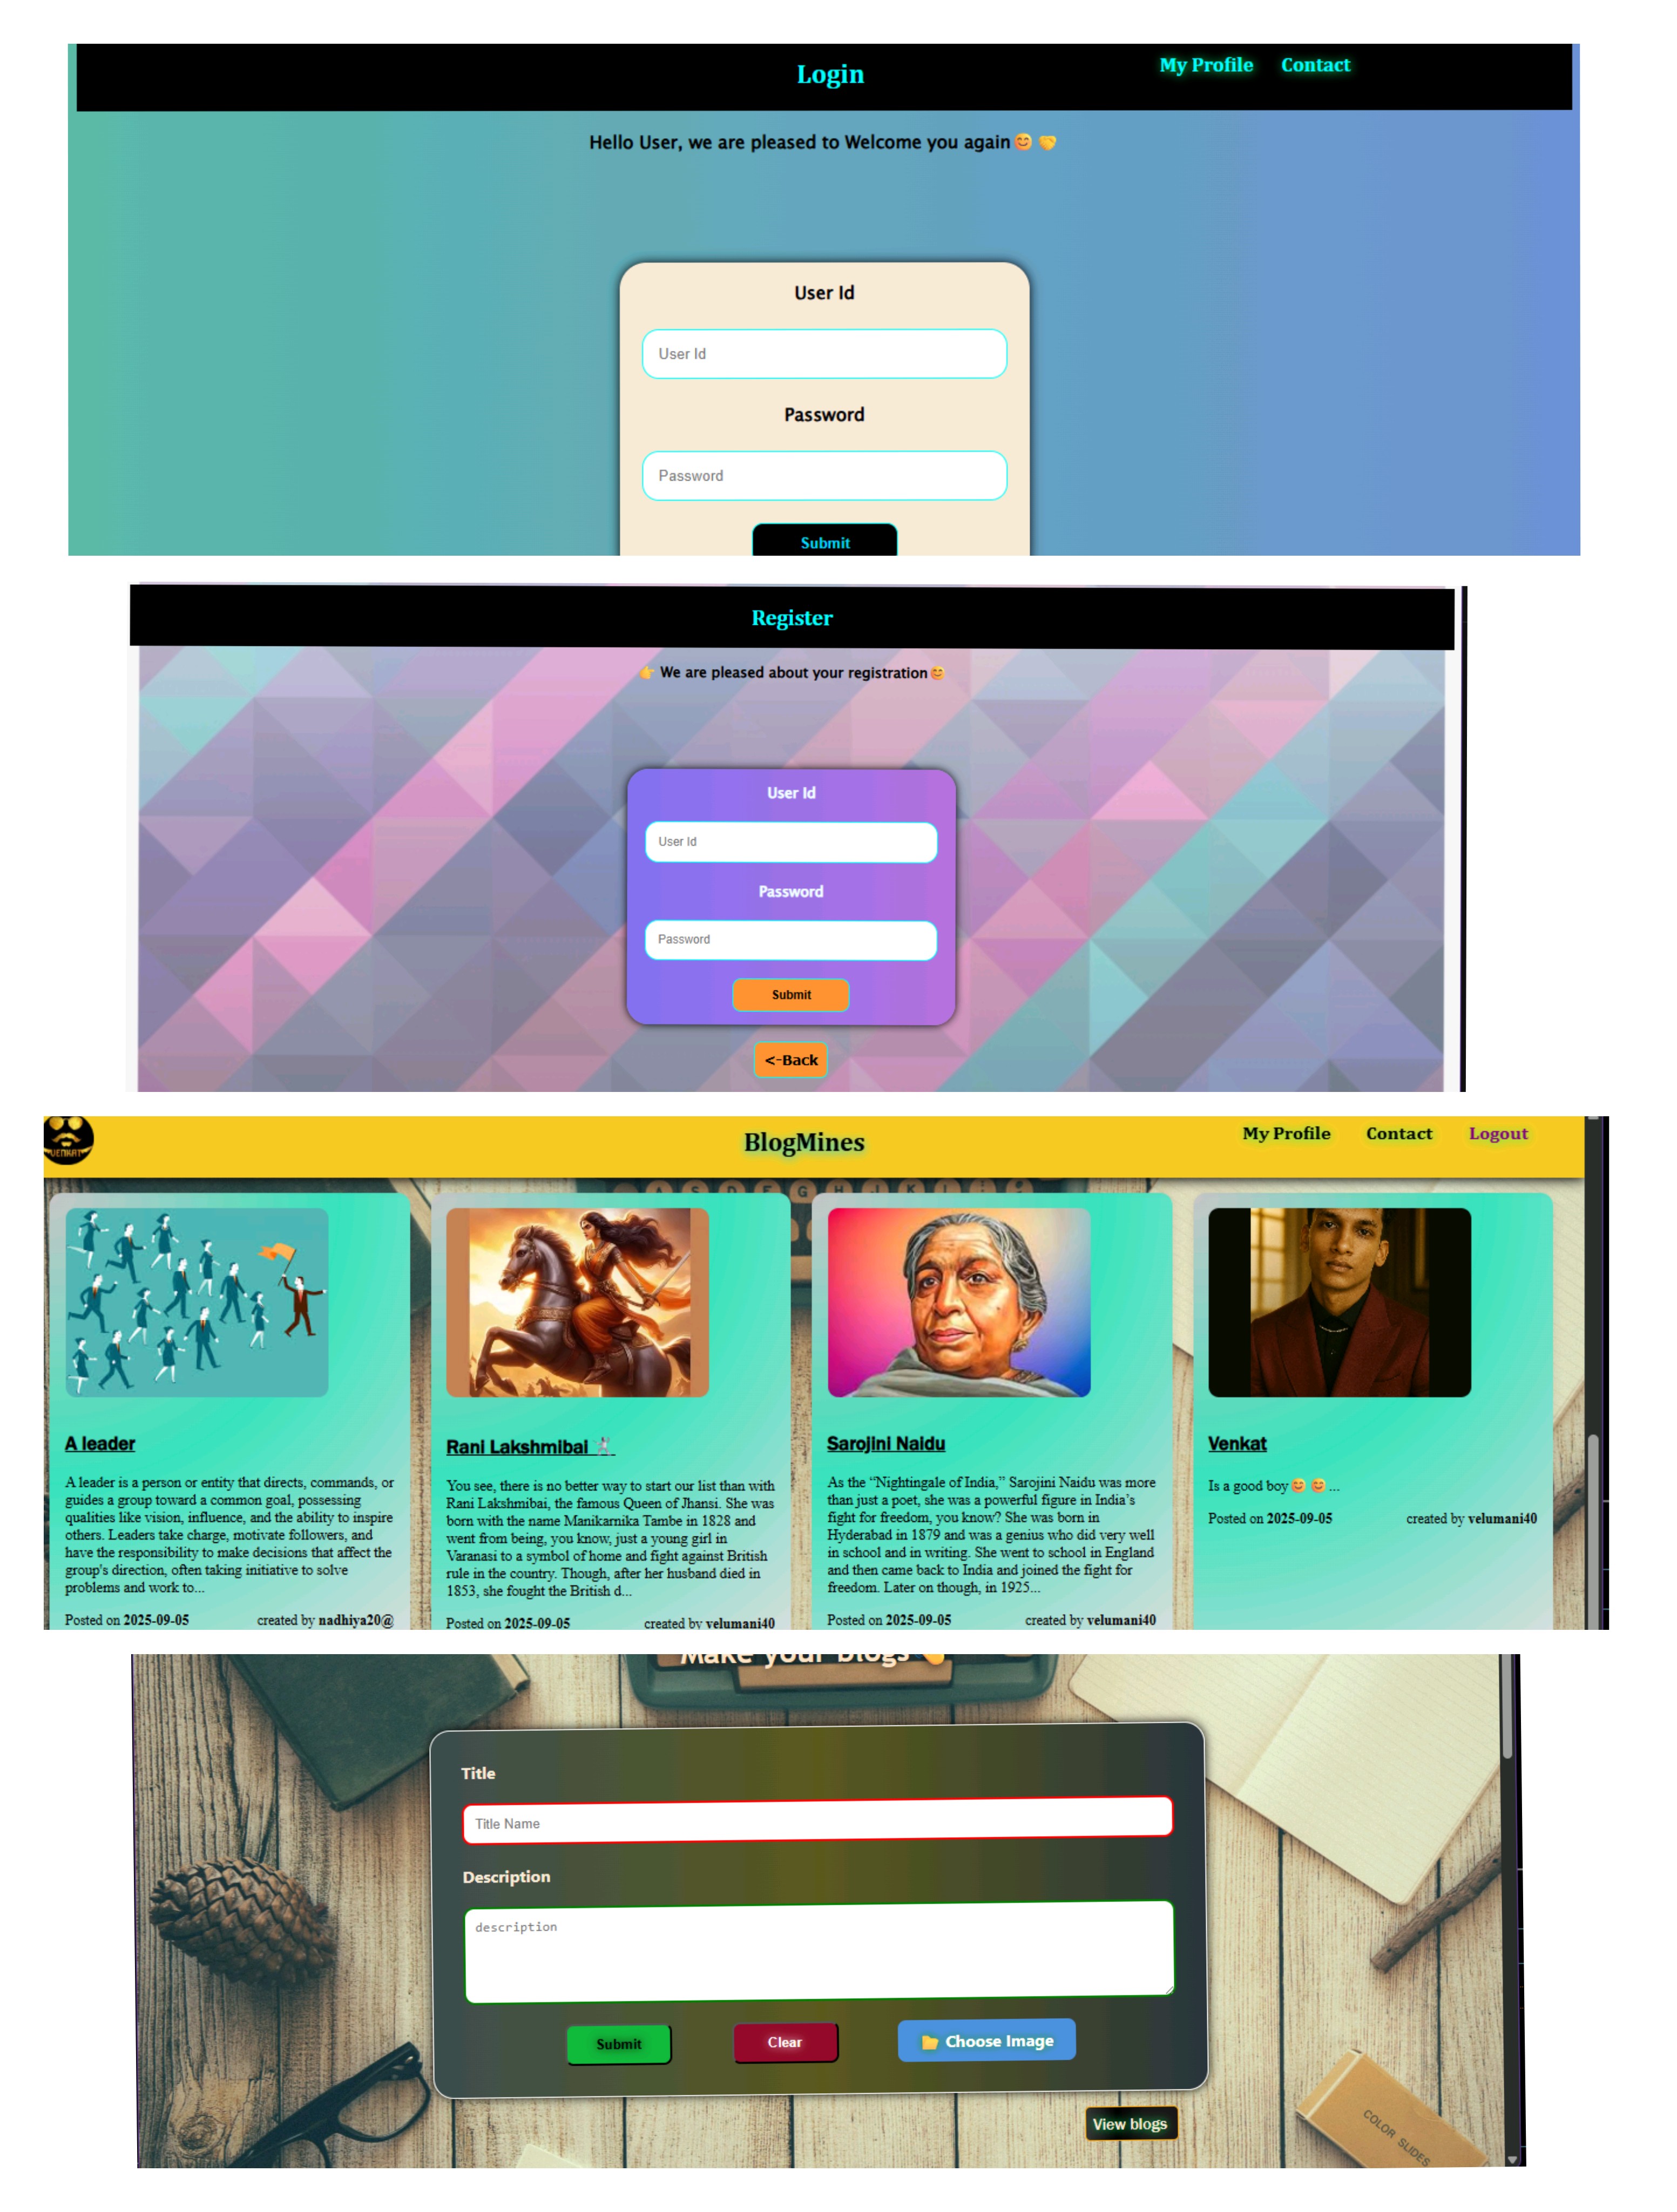 Login
My Profile Contact
Hello User, we are pleased to Welcome you again😊 🤝
User Id
User Id
Password
Password
Submit
Register
👉 We are pleased about your registration😊
User Id
User Id
Password
Password
Submit
<-Back
VENKAT
BlogMines
My Profile Contact Logout
A S D F G H J K L
A leader
A leader is a person or entity that directs, commands, or
guides a group toward a common goal, possessing
qualities like vision, influence, and the ability to inspire
others. Leaders take charge, motivate followers, and
have the responsibility to make decisions that affect the
group's direction, often taking initiative to solve
problems and work to...
Posted on 2025-09-05 created by nadhiya20@
Rani Lakshmibai 🤺
You see, there is no better way to start our list than with
Rani Lakshmibai, the famous Queen of Jhansi. She was
born with the name Manikarnika Tambe in 1828 and
went from being, you know, just a young girl in
Varanasi to a symbol of home and fight against British
rule in the country. Though, after her husband died in
1853, she fought the British d...
Posted on 2025-09-05 created by velumani40
Sarojini Naidu
As the “Nightingale of India,” Sarojini Naidu was more
than just a poet, she was a powerful figure in India’s
fight for freedom, you know? She was born in
Hyderabad in 1879 and was a genius who did very well
in school and in writing. She went to school in England
and then came back to India and joined the fight for
freedom. Later on though, in 1925...
Posted on 2025-09-05 created by velumani40
Venkat
Is a good boy😊 😊...
Posted on 2025-09-05 created by velumani40
Make your blogs
Title
Title Name
Description
description
Submit
Clear
📂 Choose Image
View blogs
COLOR SLIDES